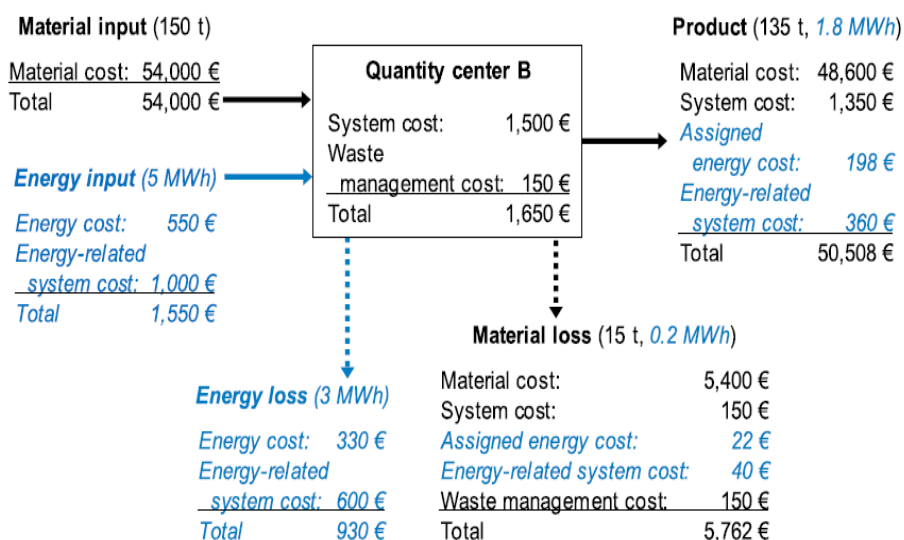 Material input (150 t)
Material cost: 54,000 €
Total 54,000 €
Energy input (5 MWh)
Energy cost: 550 €
Energy-related
system cost: 1,000 €
Total 1,550 €
Quantity center B
System cost: 1,500 €
Waste
management cost: 150 €
Total 1,650 €
Product (135 t, 1.8 MWh)
Material cost: 48,600 €
System cost: 1,350 €
Assigned
energy cost: 198 €
Energy-related
system cost: 360 €
Total 50,508 €
Energy loss (3 MWh)
Energy cost: 330 €
Energy-related
system cost: 600 €
Total 930 €
Material loss (15 t, 0.2 MWh)
Material cost: 5,400 €
System cost: 150 €
Assigned energy cost: 22 €
Energy-related system cost: 40 €
Waste management cost: 150 €
Total 5,762 €